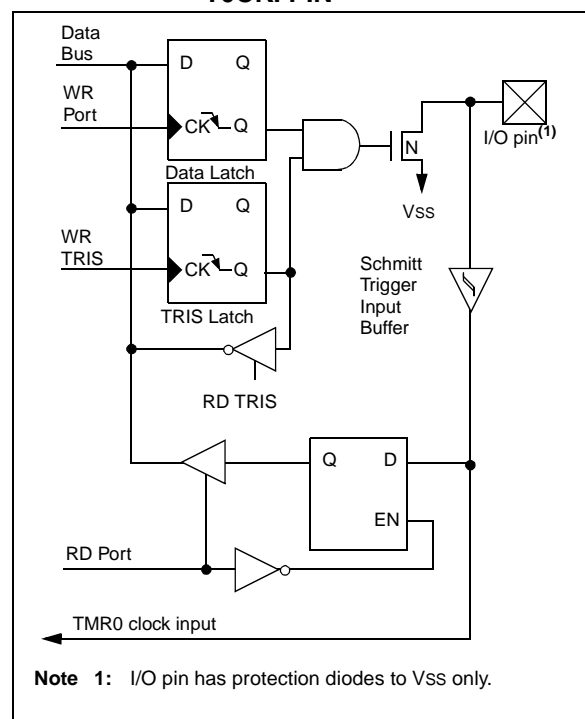 Data
Bus
D Q
WR
Port
CK Q
Data Latch
D Q
WR
TRIS
CK Q
TRIS Latch
N
I/O pin(1)
VSS
Schmitt
Trigger
Input
Buffer
RD TRIS
Q D
EN
RD Port
TMR0 clock input
Note 1: I/O pin has protection diodes to VSS only.